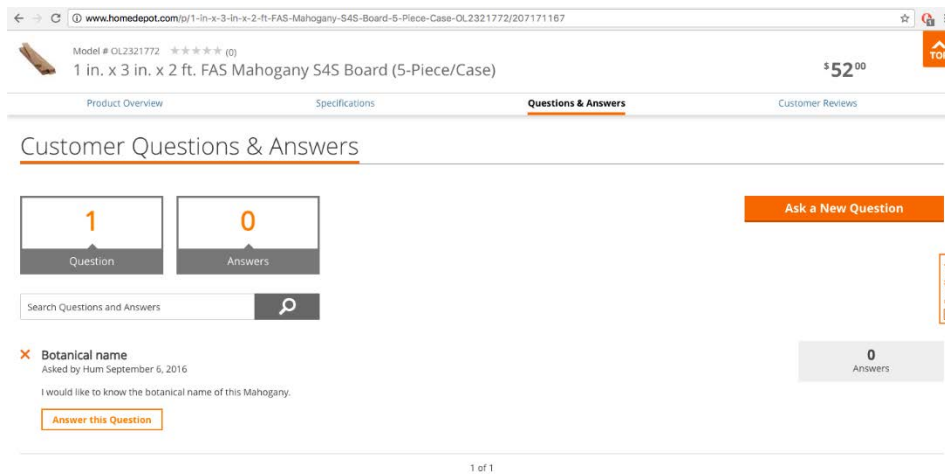 www.homedepot.com/p/1-in-x-3-in-x-2-ft-FAS-Mahogany-S4S-Board-5-Piece-Case-OL2321772/207171167
Model # OL2321772 (0)
1 in. x 3 in. x 2 ft. FAS Mahogany S4S Board (5-Piece/Case)
$52 00
TOP
Product Overview Specifications Questions & Answers Customer Reviews
Customer Questions & Answers
1 0
Question Answers
Ask a New Question
Search Questions and Answers
Botanical name
Asked by Hum September 6, 2016
I would like to know the botanical name of this Mahogany.
Answer this Question
0
Answers
1 of 1